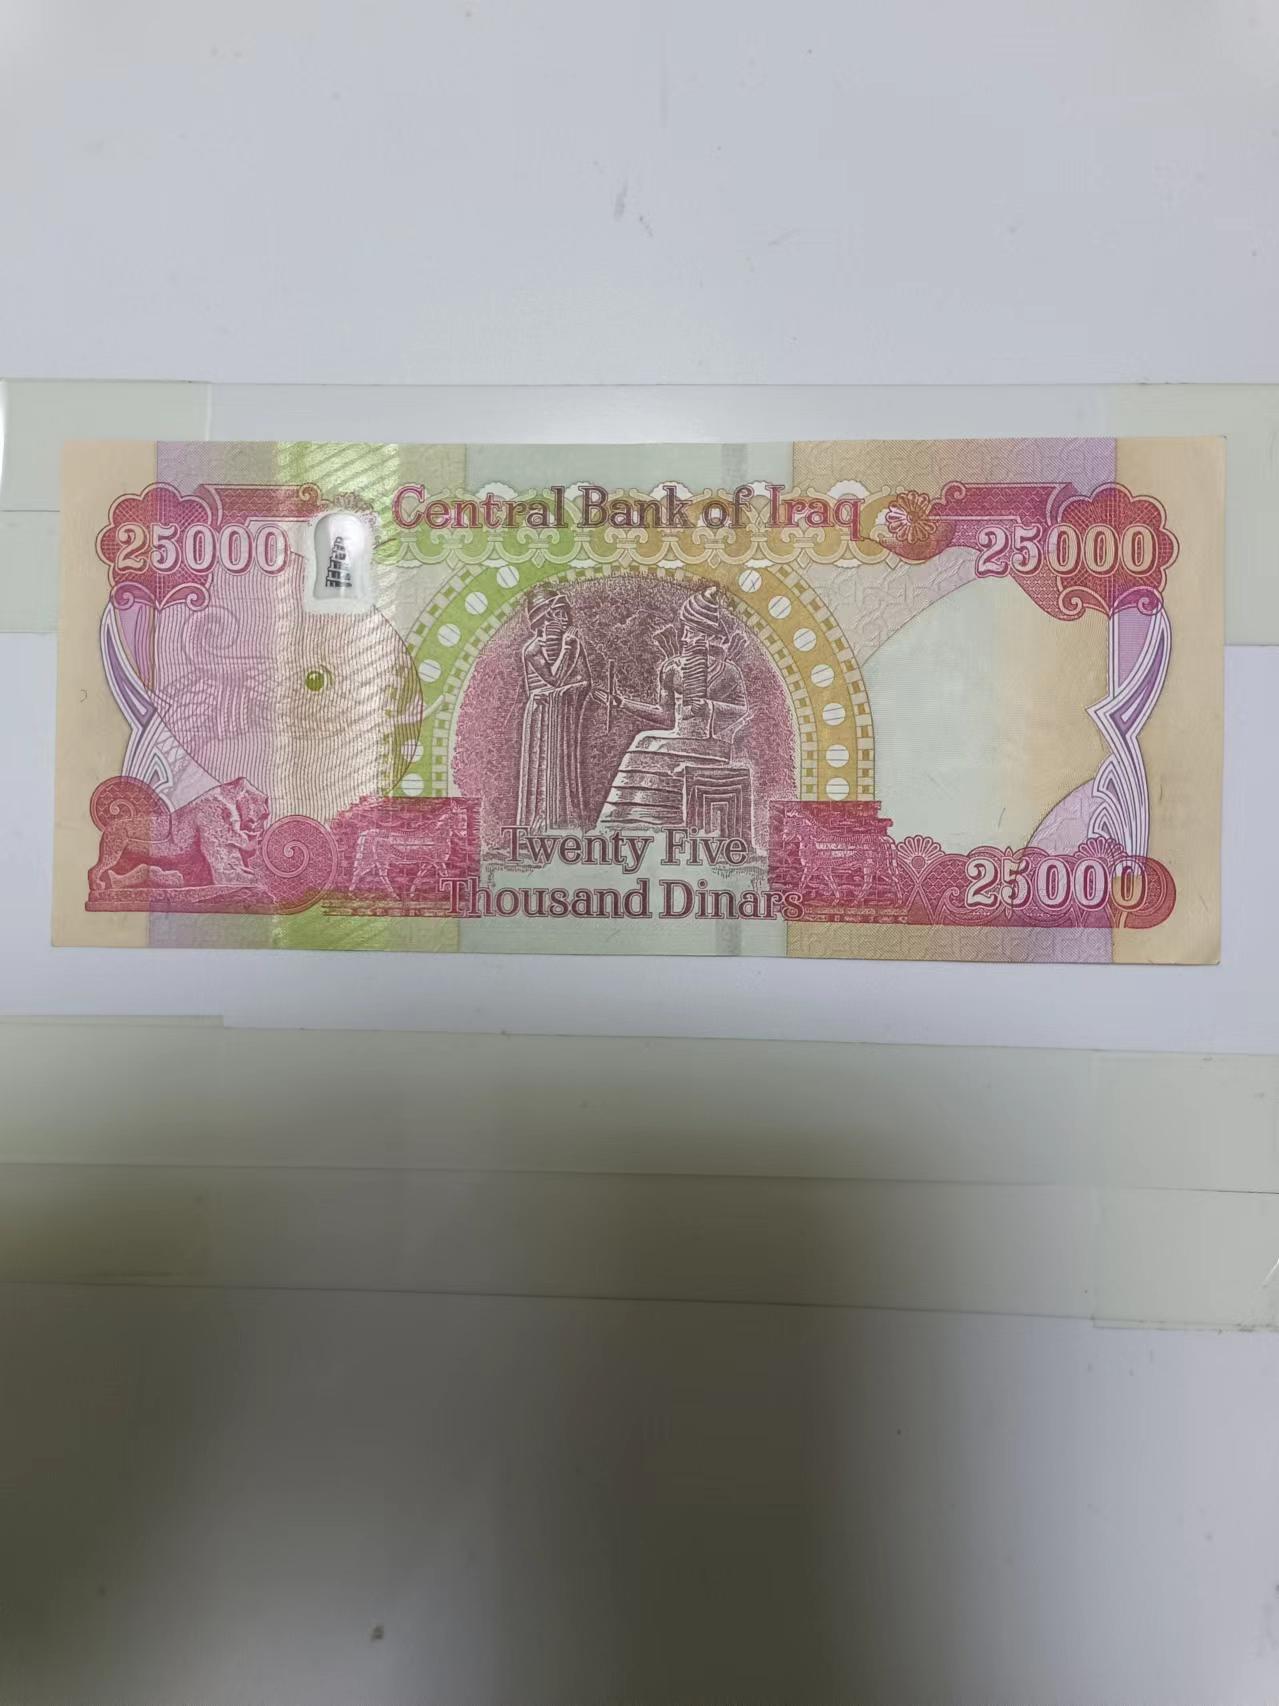 Central Bank of Iraq
25000
25000
Twenty Five
Thousand Dinars
25000